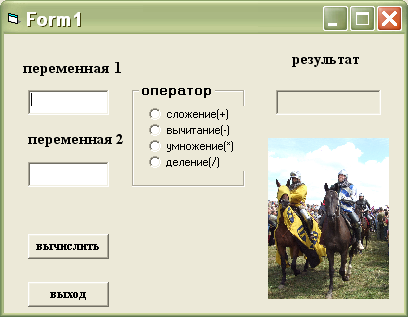 Form1
переменная 1
переменная 2
оператор
сложение(+)
вычитание(-)
умножение(*)
деление(/)
результат
вычислить
выход